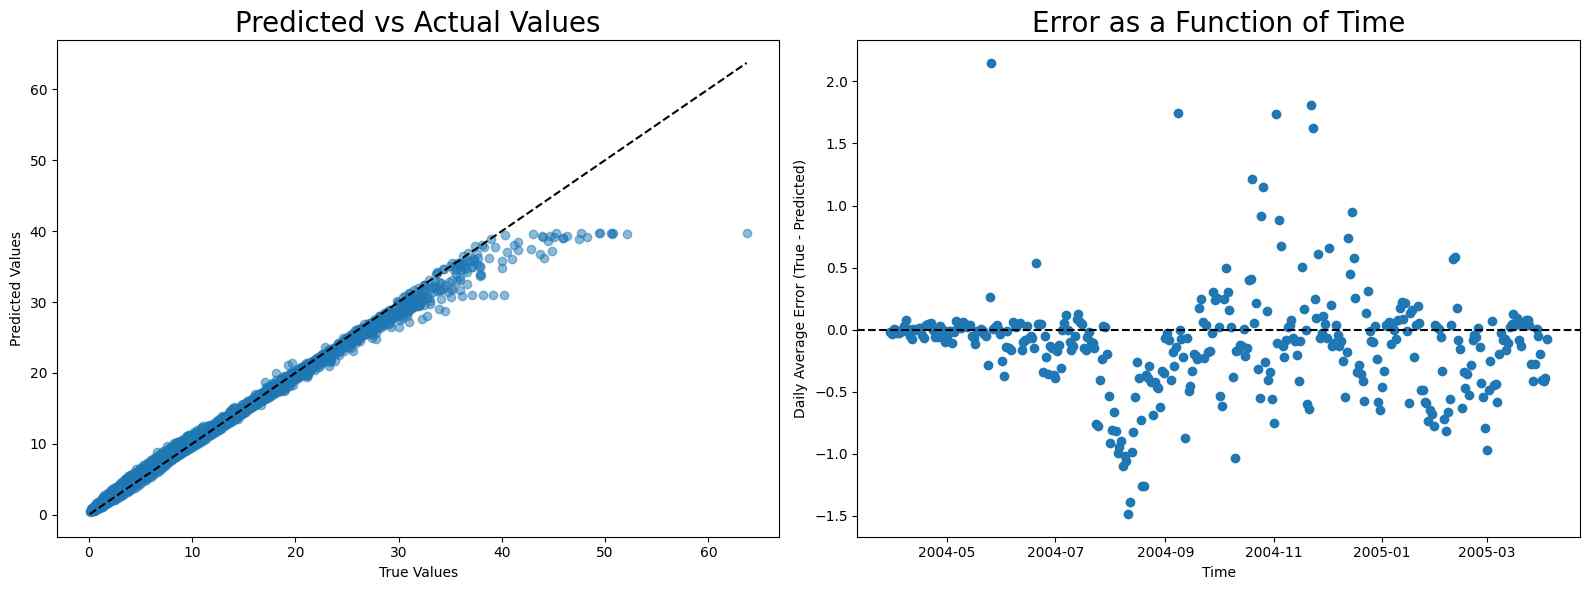 Predicted vs Actual Values
Predicted Values
60
50
40
30
20
10
0
0 10 20 30 40 50 60
True Values
Error as a Function of Time
Daily Average Error (True - Predicted)
2.0
1.5
1.0
0.5
0.0
−0.5
−1.0
−1.5
2004-05 2004-07 2004-09 2004-11 2005-01 2005-03
Time